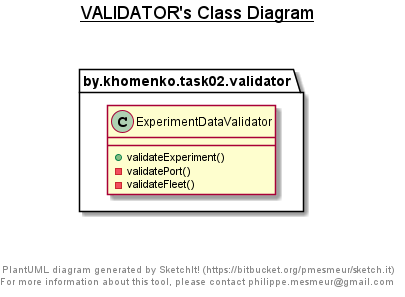 VALIDATOR's Class Diagram
by.khomenko.task02.validator
C ExperimentDataValidator
validateExperiment()
validatePort()
validateFleet()
PlantUML diagram generated by SketchIt! (https://bitbucket.org/pmesmeur/sketch.it)
For more information about this tool, please contact philippe.mesmeur@gmail.com